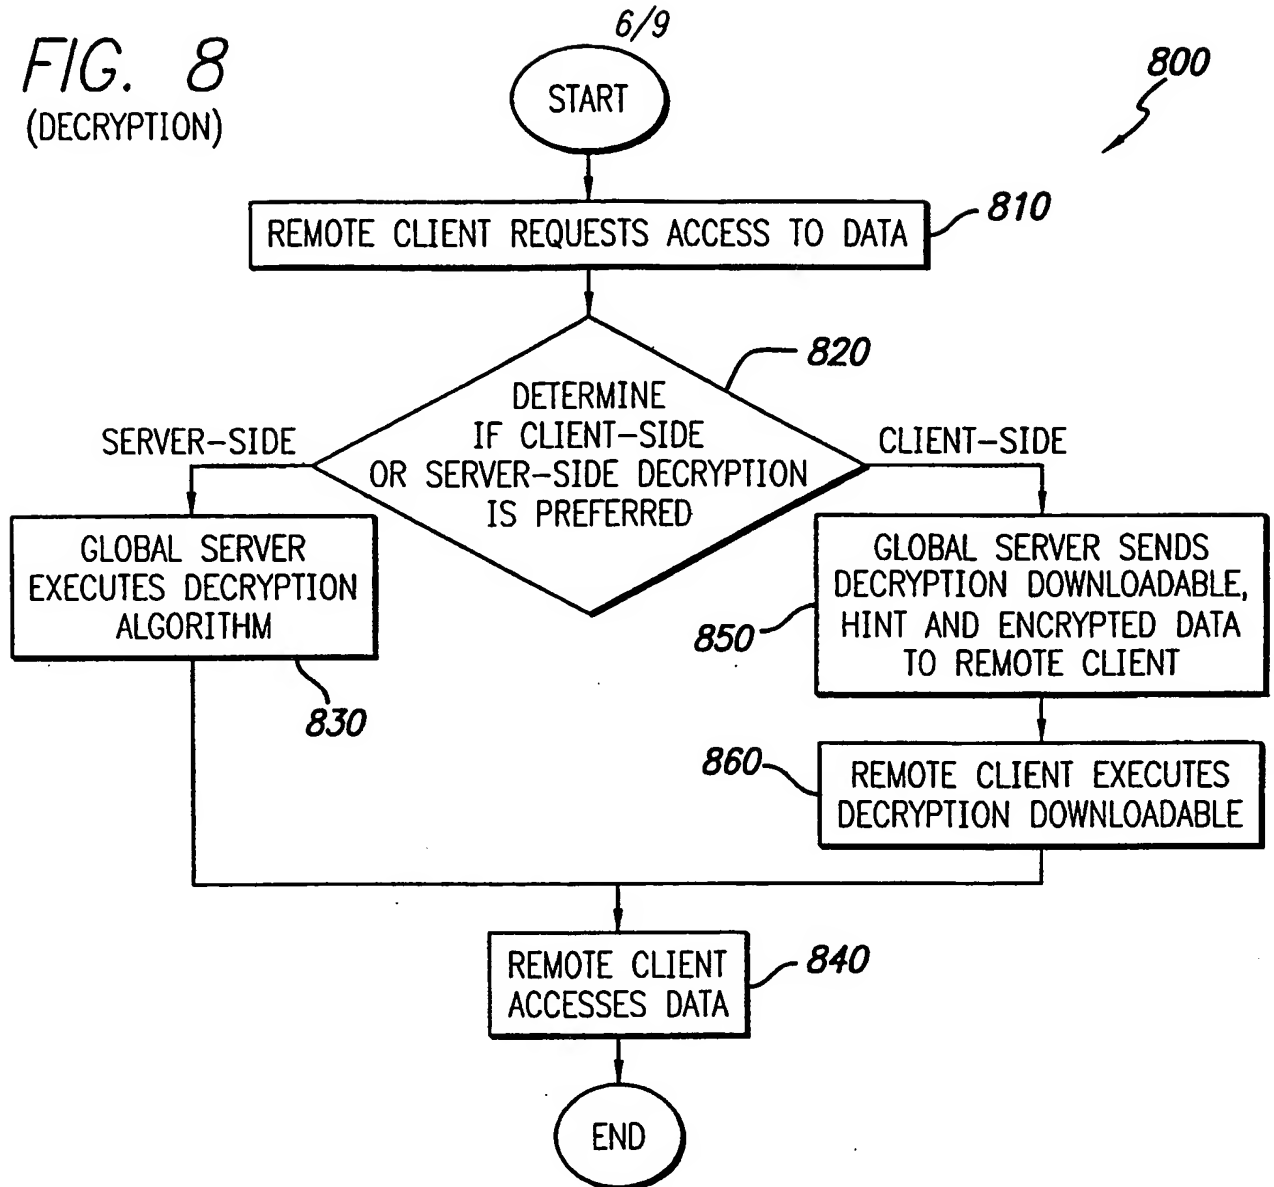 6/9
FIG. 8
(DECRYPTION)
800
START
REMOTE CLIENT REQUESTS ACCESS TO DATA
810
820
DETERMINE
IF CLIENT-SIDE
OR SERVER-SIDE DECRYPTION
IS PREFERRED
SERVER-SIDE
CLIENT-SIDE
GLOBAL SERVER
EXECUTES DECRYPTION
ALGORITHM
830
GLOBAL SERVER SENDS
DECRYPTION DOWNLOADABLE,
HINT AND ENCRYPTED DATA
TO REMOTE CLIENT
850
860
REMOTE CLIENT EXECUTES
DECRYPTION DOWNLOADABLE
REMOTE CLIENT
ACCESSES DATA
840
END